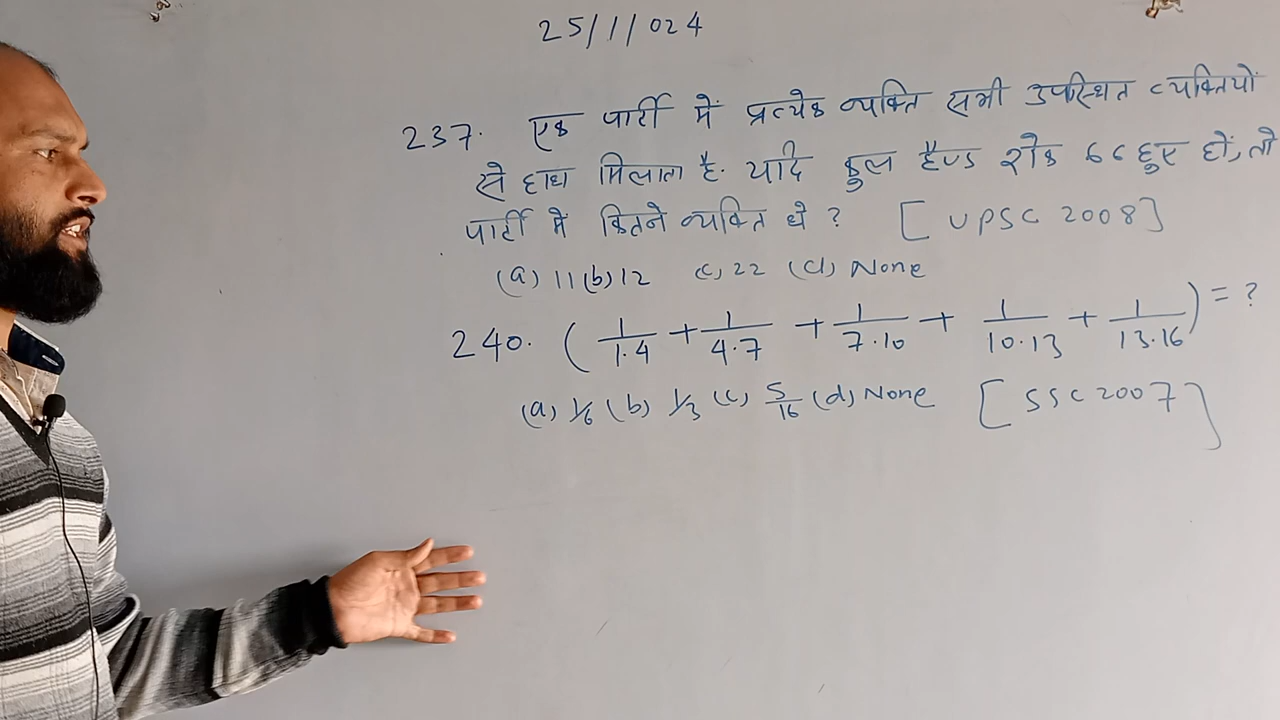 25/1/024
237. एक पार्टी में प्रत्येक व्यक्ति सभी उपस्थित व्यक्तियों
से हाथ मिलाता है. यदि कुल हैण्ड शेक 66 हुए हों, तो
पार्टी में कितने व्यक्ति थे ? [UPSC 2008]
(a) 11 (b) 12 (c) 22 (d) None
240. (1/1.4 + 1/4.7 + 1/7.10 + 1/10.13 + 1/13.16) = ?
(a) 1/6 (b) 1/3 (c) 5/16 (d) None [SSC 2007]